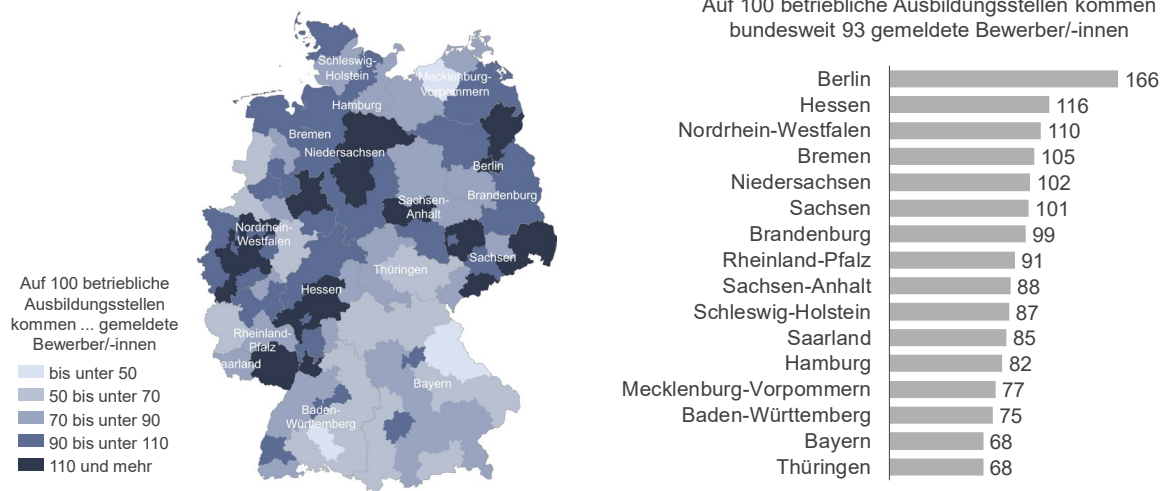 Auf 100 betriebliche Ausbildungsstellen kommen
bundesweit 93 gemeldete Bewerber/-innen
Schleswig-
Holstein
Mecklenburg-
Vorpommern
Hamburg
Bremen
Niedersachsen
Berlin
Brandenburg
Sachsen-
Anhalt
Nordrhein-
Westfalen
Sachsen
Thüringen
Hessen
Rheinland-
Pfalz
aarland
Bayern
Baden-
Württemberg
Auf 100 betriebliche
Ausbildungsstellen
kommen ... gemeldete
Bewerber/-innen
bis unter 50
50 bis unter 70
70 bis unter 90
90 bis unter 110
110 und mehr
Berlin 166
Hessen 116
Nordrhein-Westfalen 110
Bremen 105
Niedersachsen 102
Sachsen 101
Brandenburg 99
Rheinland-Pfalz 91
Sachsen-Anhalt 88
Schleswig-Holstein 87
Saarland 85
Hamburg 82
Mecklenburg-Vorpommern 77
Baden-Württemberg 75
Bayern 68
Thüringen 68